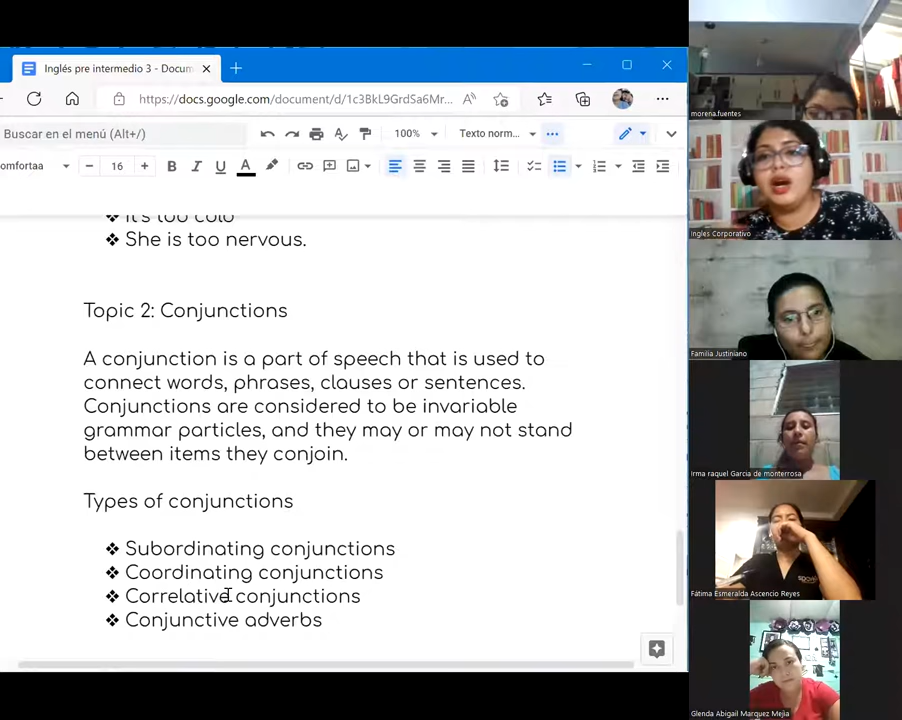 Inglés pre intermedio 3 - Docum
https://docs.google.com/document/d/1c3BkL9GrdSa6Mr...
Buscar en el menú (Alt+/)
100%
Texto norm...
omfortaa
16
B I U A
It's too cold
She is too nervous.
Topic 2: Conjunctions
A conjunction is a part of speech that is used to
connect words, phrases, clauses or sentences.
Conjunctions are considered to be invariable
grammar particles, and they may or may not stand
between items they conjoin.
Types of conjunctions
❖ Subordinating conjunctions
❖ Coordinating conjunctions
❖ Correlative conjunctions
❖ Conjunctive adverbs
morena.fuentes
Ingles Corporativo
Familia Justiniano
Irma raquel Garcia de monterrosa
Fátima Esmeralda Ascencio Reyes
Glenda Abigail Marquez Mejia